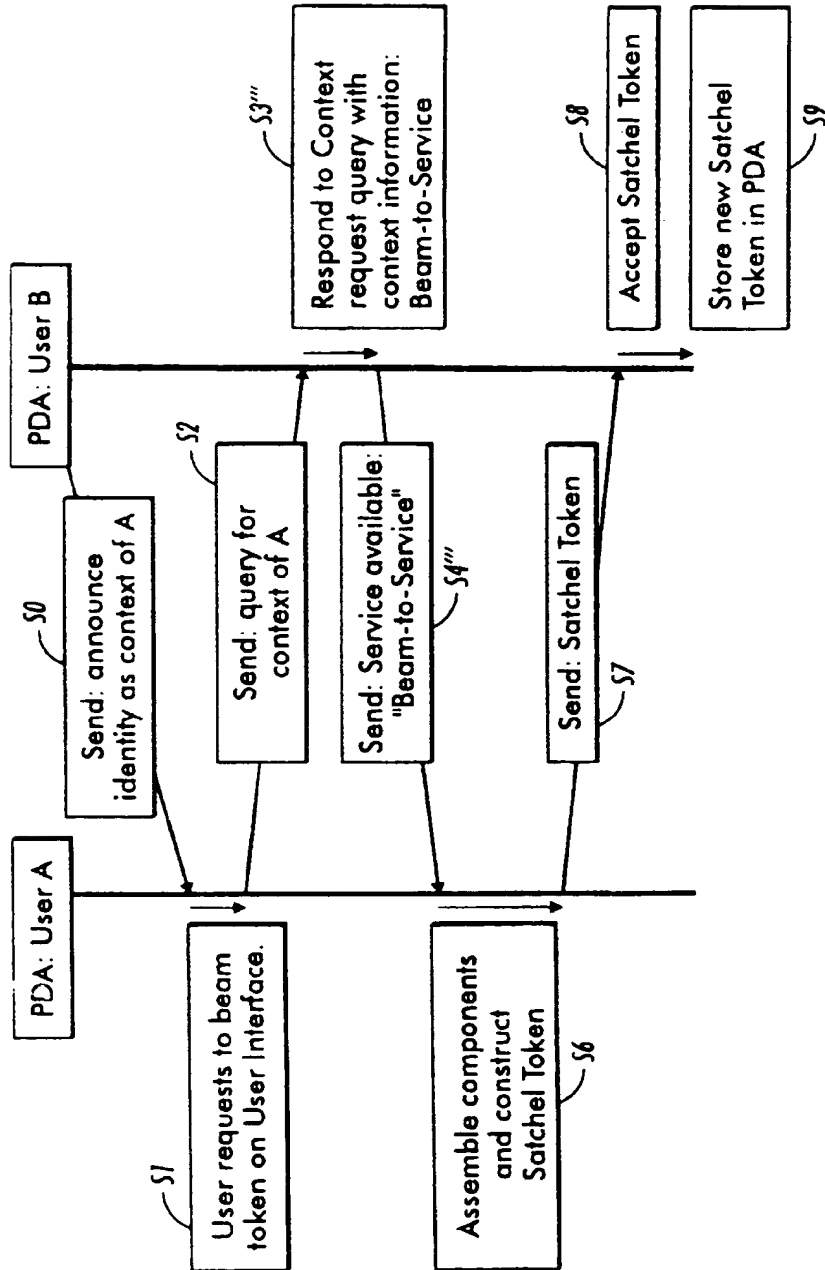 PDA: User A
PDA: User B
S0
Send: announce
identity as context of A
S1
User requests to beam
token on User Interface.
S2
Send: query for
context of A
S3'''
Respond to Context
request query with
context information:
Beam-to-Service
Send: Service available:
"Beam-to-Service"
S4'''
Assemble components
and construct
Satchel Token
S6
Send: Satchel Token
S7
S8
Accept Satchel Token
Store new Satchel
Token in PDA
S9